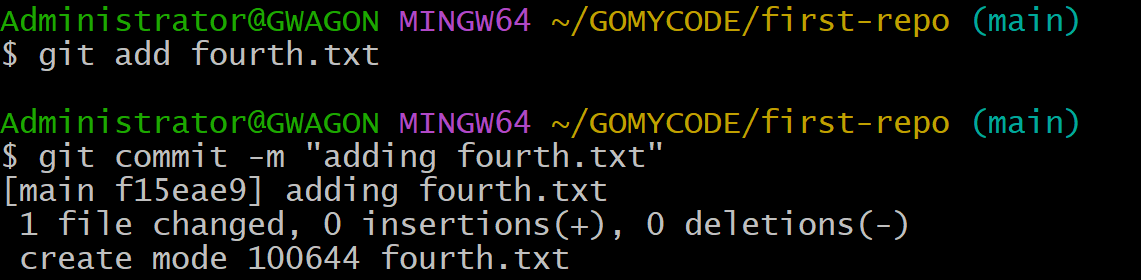 Administrator@GWAGON MINGW64 ~/GOMYCODE/first-repo (main)
$ git add fourth.txt
Administrator@GWAGON MINGW64 ~/GOMYCODE/first-repo (main)
$ git commit -m "adding fourth.txt"
[main f15eae9] adding fourth.txt
 1 file changed, 0 insertions(+), 0 deletions(-)
 create mode 100644 fourth.txt